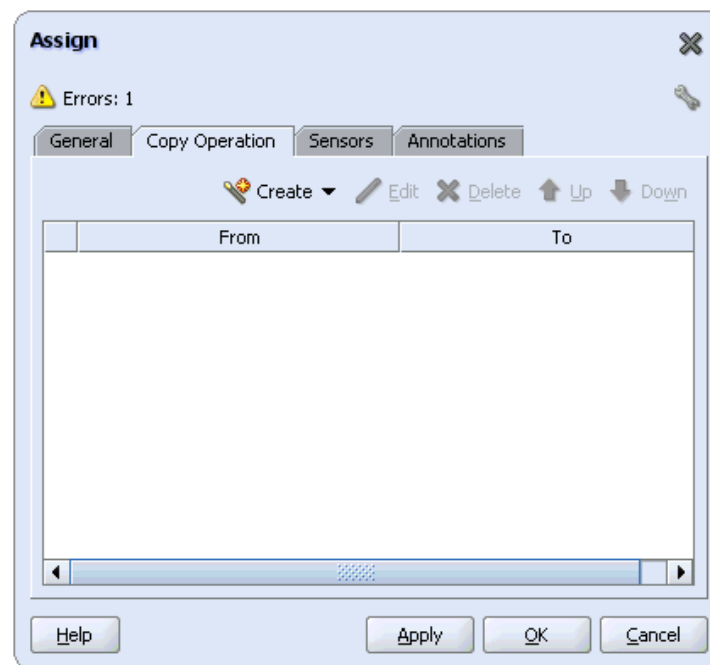 Assign
Errors: 1
General Copy Operation Sensors Annotations
Create Edit Delete Up Down
From To
Help Apply OK Cancel